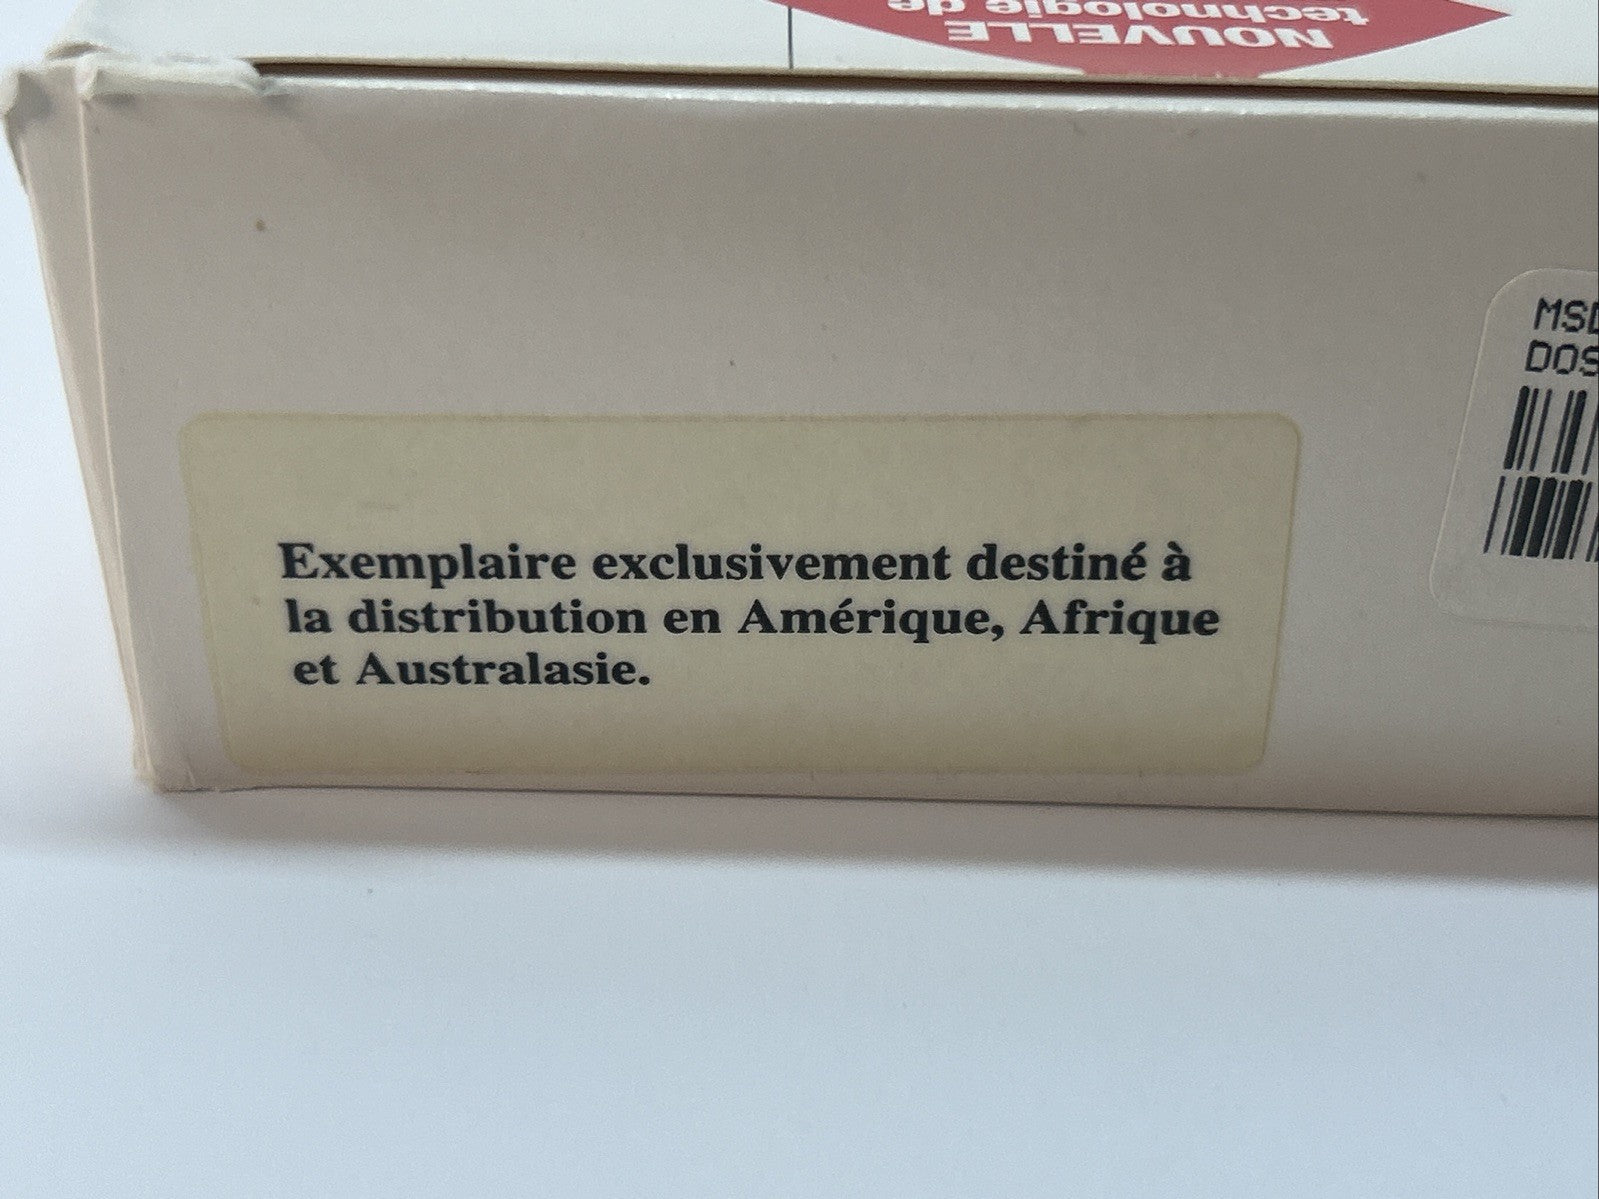 NOUVELLE
technologie de
Exemplaire exclusivement destiné à
la distribution en Amérique, Afrique
et Australasie.
MSD
DOS